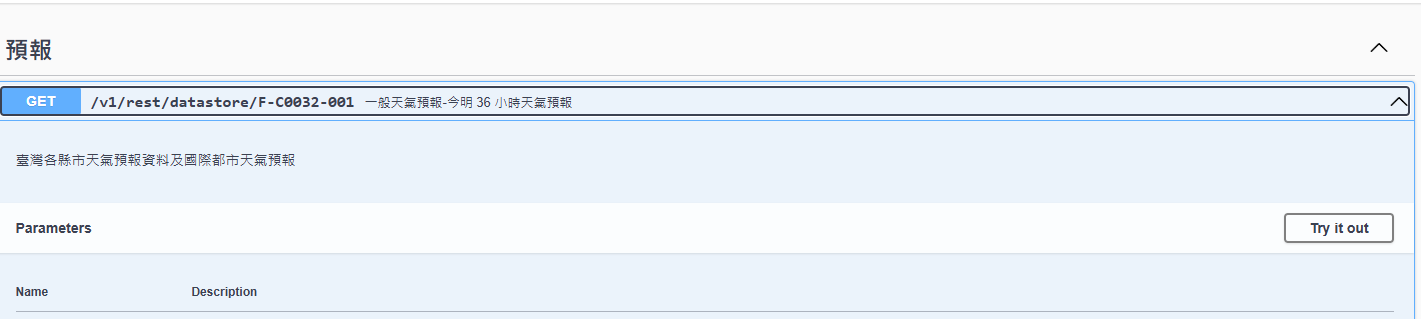 預報
GET /v1/rest/datastore/F-C0032-001 一般天氣預報-今明 36 小時天氣預報
臺灣各縣市天氣預報資料及國際都市天氣預報
Parameters Try it out
Name Description